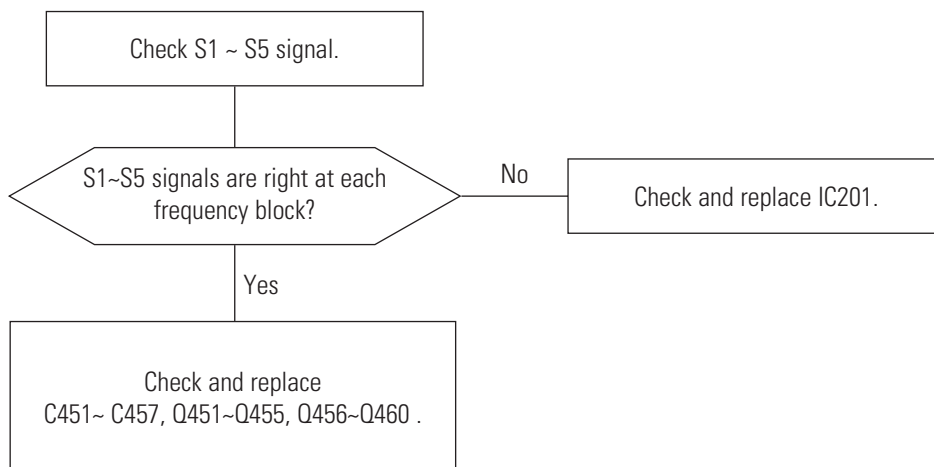 Check S1 ~ S5 signal.
S1~S5 signals are right at each
frequency block?
No
Check and replace IC201.
Yes
Check and replace
C451~ C457, Q451~Q455, Q456~Q460 .